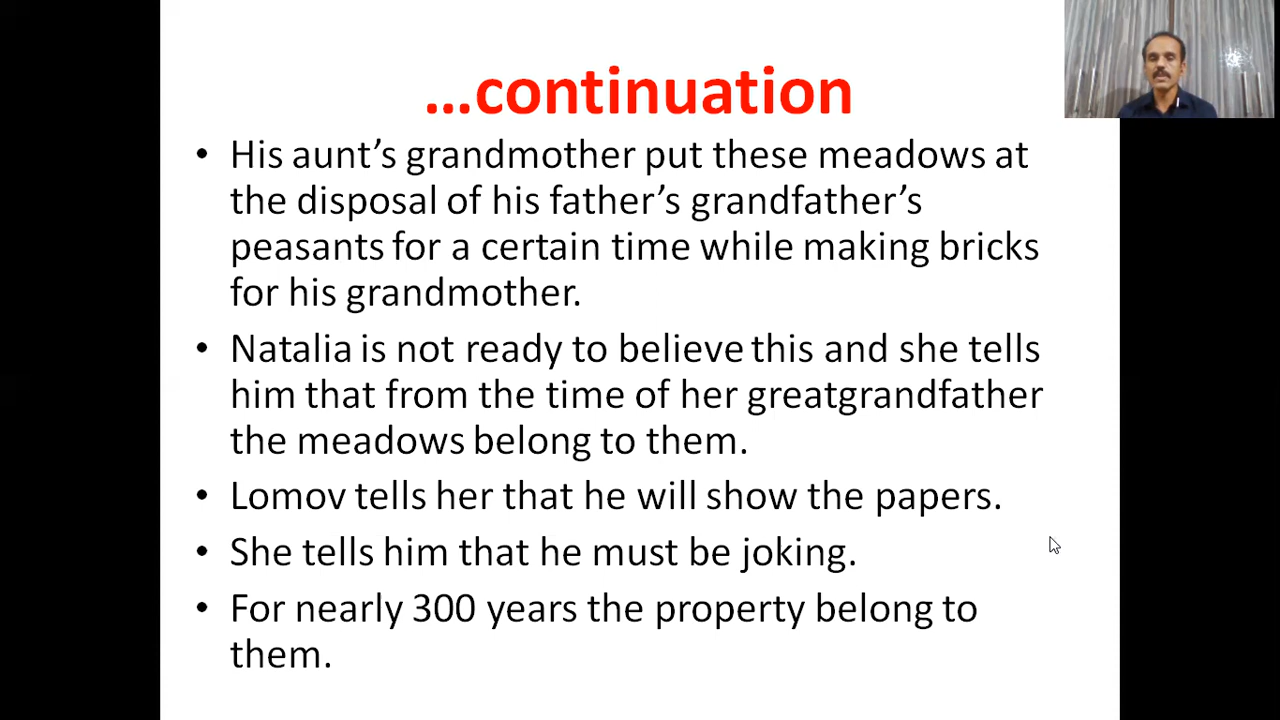 ...continuation
• His aunt’s grandmother put these meadows at
the disposal of his father’s grandfather’s
peasants for a certain time while making bricks
for his grandmother.
• Natalia is not ready to believe this and she tells
him that from the time of her greatgrandfather
the meadows belong to them.
• Lomov tells her that he will show the papers.
• She tells him that he must be joking.
• For nearly 300 years the property belong to
them.